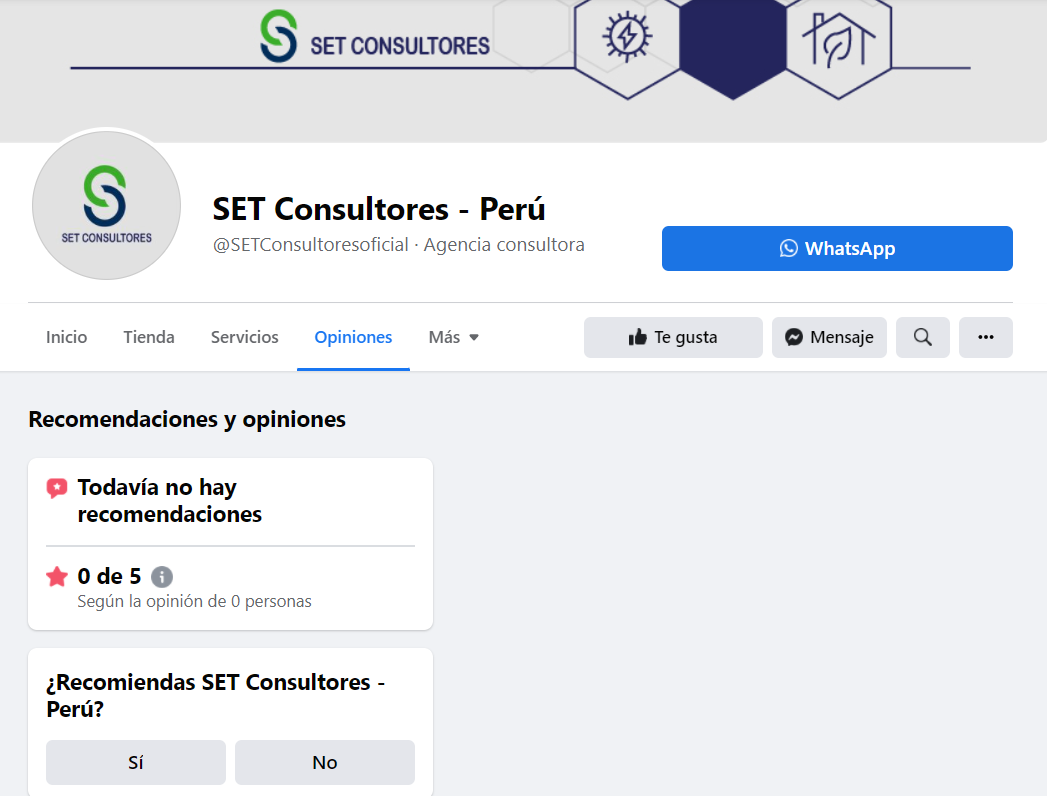 SET CONSULTORES
SET CONSULTORES
SET Consultores - Perú
@SETConsultoresoficial · Agencia consultora
WhatsApp
Inicio Tienda Servicios Opiniones Más
Te gusta Mensaje
Recomendaciones y opiniones
Todavía no hay
recomendaciones
0 de 5
Según la opinión de 0 personas
¿Recomiendas SET Consultores -
Perú?
Sí No